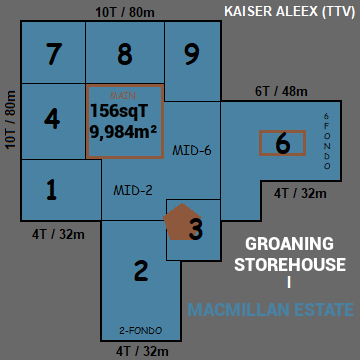 10T / 80m
KAISER ALEEX (TTV)
7
8
9
10T / 80m
MAIN
156sqT
9,984m²
6T / 48m
4
6
6 FONDO
MID-6
1
MID-2
4T / 32m
4T / 32m
3
GROANING
STOREHOUSE
I
2
MACMILLAN ESTATE
2-FONDO
4T / 32m